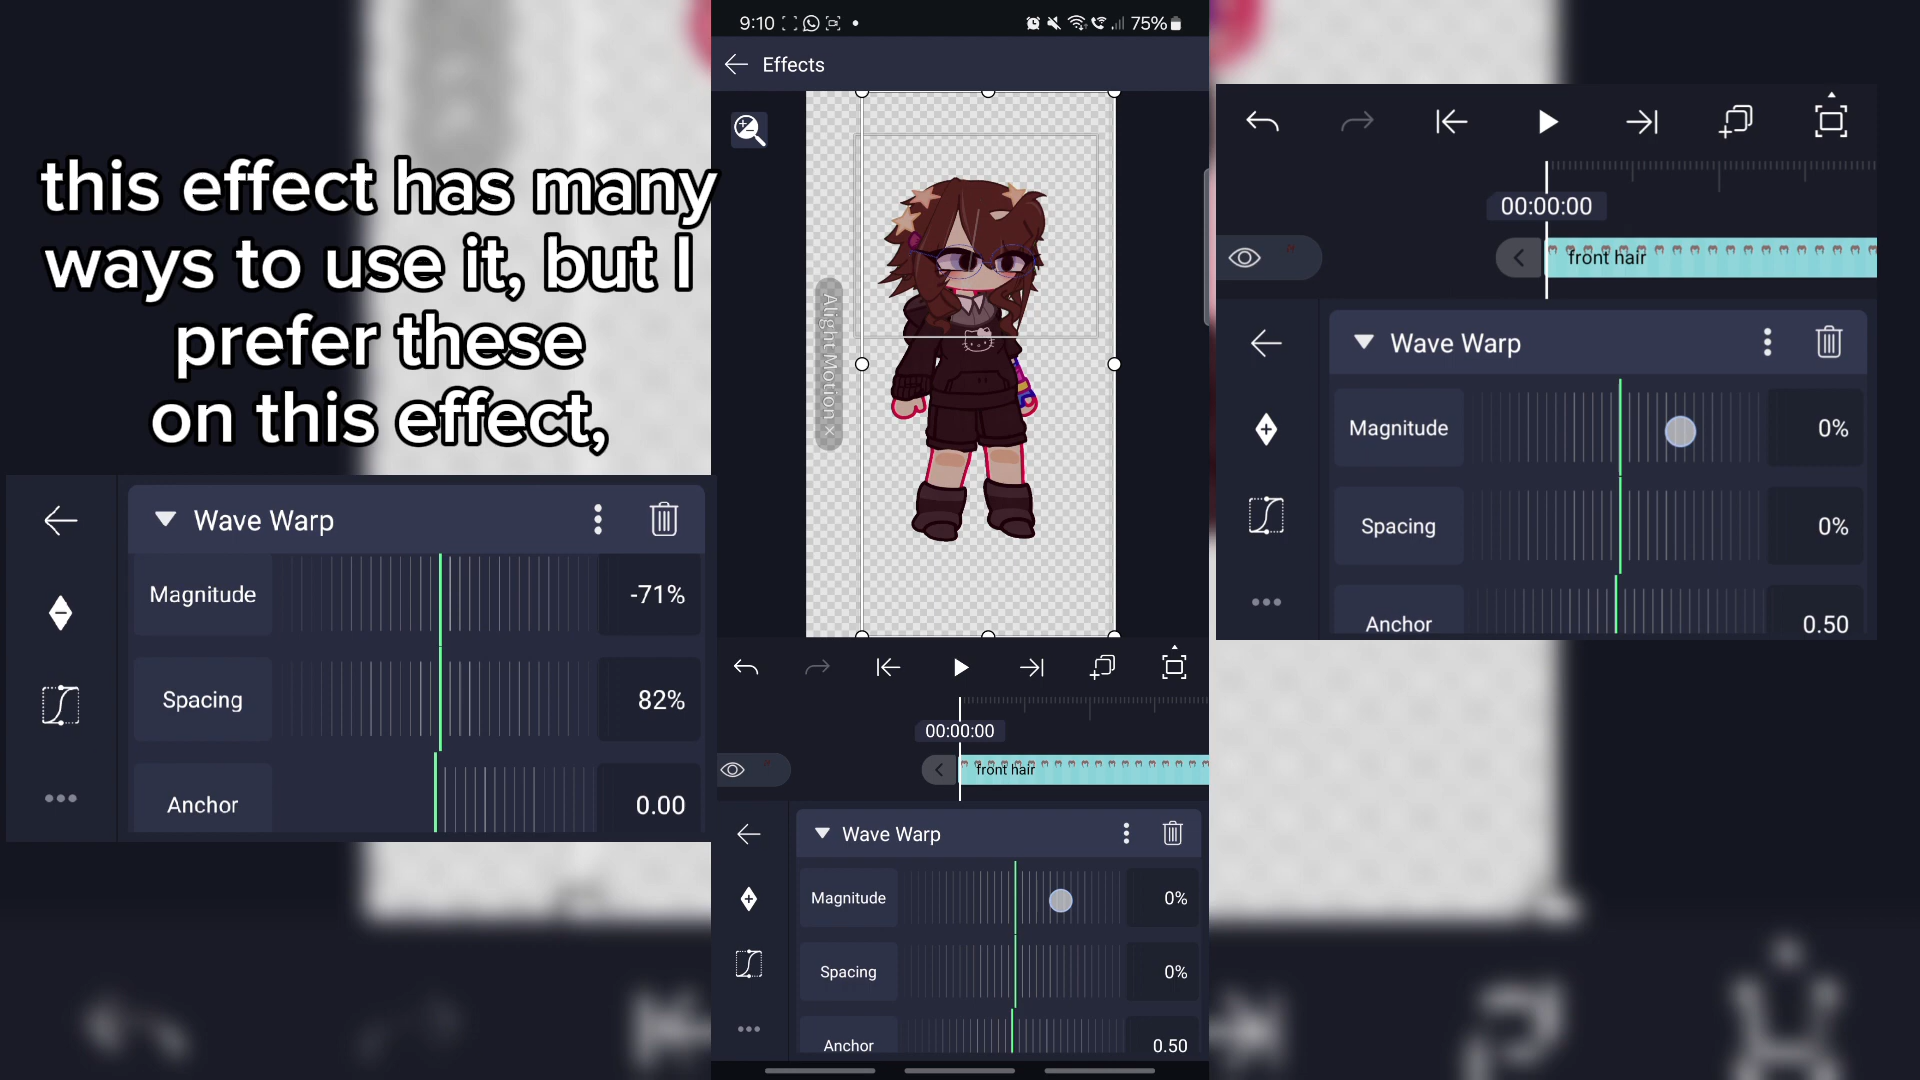 this effect has many
ways to use it, but I
prefer these
on this effect,
Wave Warp
Magnitude
-71%
Spacing
82%
Anchor
0.00
9:10
75%
Effects
Alight Motion ×
00:00:00
front hair
Wave Warp
Magnitude
0%
Spacing
0%
Anchor
0.50
00:00:00
front hair
Wave Warp
Magnitude
0%
Spacing
0%
Anchor
0.50